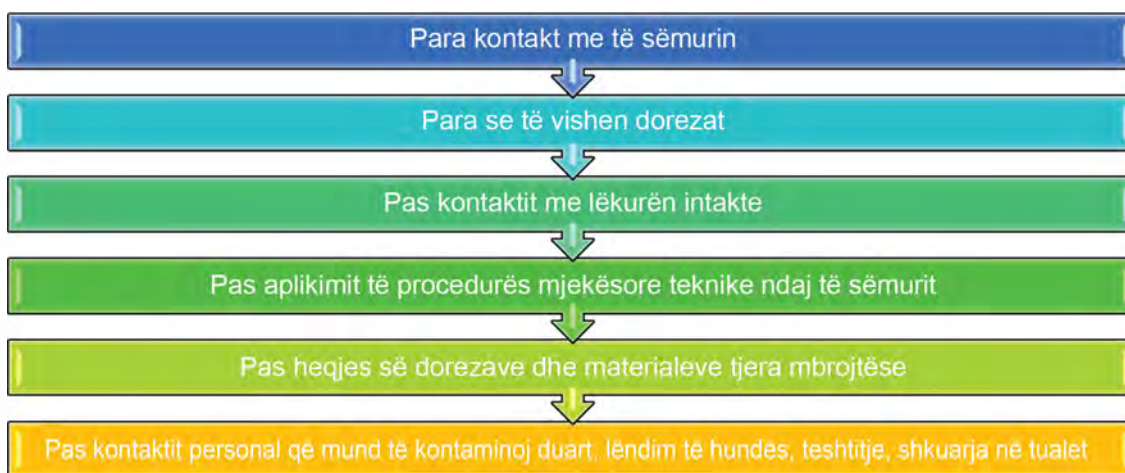 Para kontakt me të sëmurin
Para se të vishen dorezat
Pas kontaktit me lëkurën intakte
Pas aplikimit të procedurës mjekësore teknike ndaj të sëmurit
Pas heqjes së dorezave dhe materialeve tjera mbrojtëse
Pas kontaktit personal që mund të kontaminoj duart, lëndim të hundës, teshtitje, shkuarja në tualet